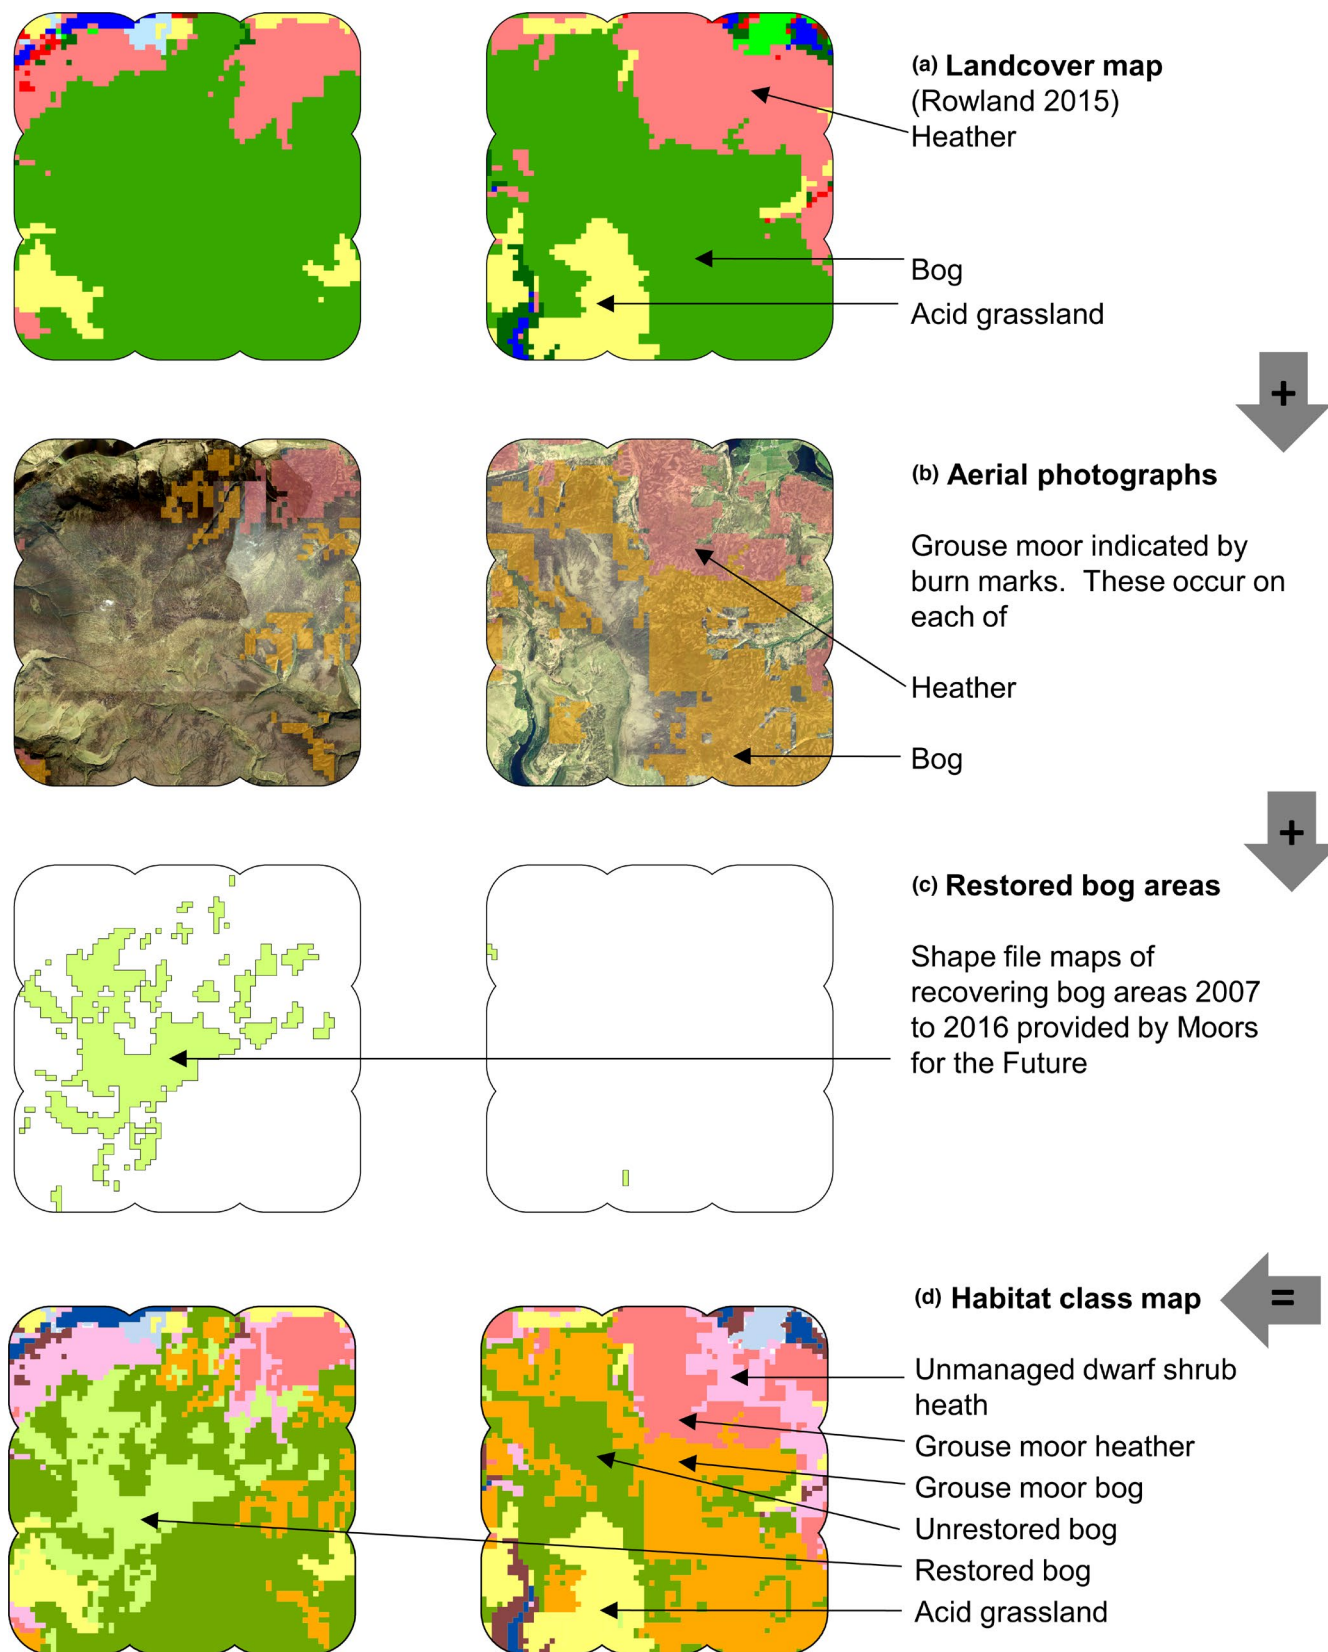 (a) Landcover map
(Rowland 2015)
Heather
Bog
Acid grassland
+
(b) Aerial photographs
Grouse moor indicated by
burn marks. These occur on
each of
Heather
Bog
+
(c) Restored bog areas
Shape file maps of
recovering bog areas 2007
to 2016 provided by Moors
for the Future
(d) Habitat class map
=
Unmanaged dwarf shrub
heath
Grouse moor heather
Grouse moor bog
Unrestored bog
Restored bog
Acid grassland